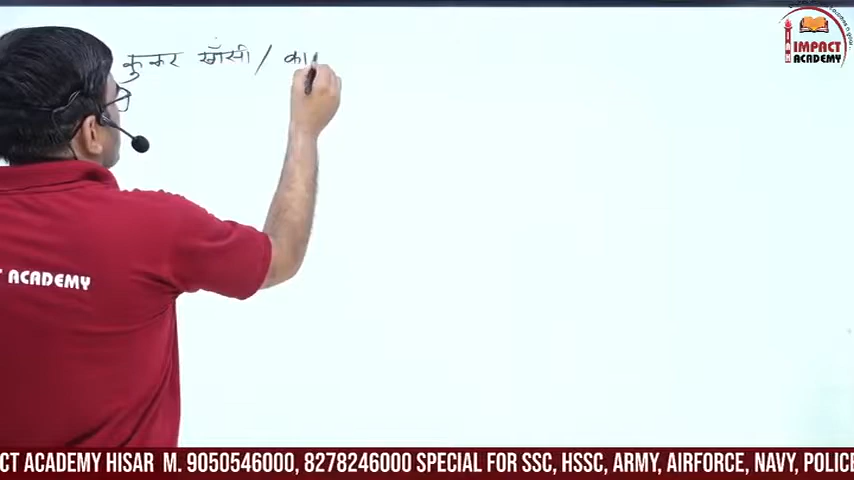 कुक्कर खाँसी / का
IMPACT
ACADEMY
ACADEMY
CT ACADEMY HISAR M. 9050546000, 8278246000 SPECIAL FOR SSC, HSSC, ARMY, AIRFORCE, NAVY, POLICE